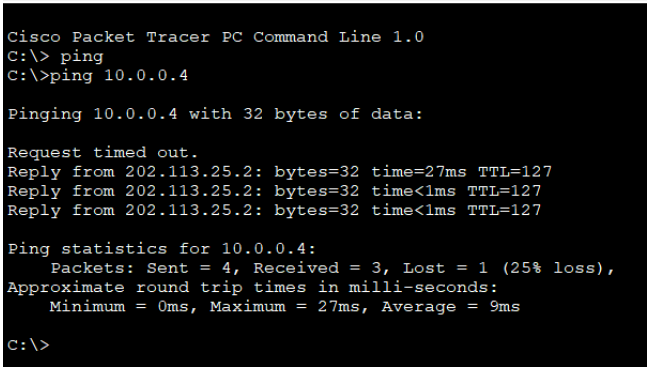 Cisco Packet Tracer PC Command Line 1.0
C:\> ping
C:\>ping 10.0.0.4
Pinging 10.0.0.4 with 32 bytes of data:
Request timed out.
Reply from 202.113.25.2: bytes=32 time=27ms TTL=127
Reply from 202.113.25.2: bytes=32 time<1ms TTL=127
Reply from 202.113.25.2: bytes=32 time<1ms TTL=127
Ping statistics for 10.0.0.4:
Packets: Sent = 4, Received = 3, Lost = 1 (25% loss),
Approximate round trip times in milli-seconds:
Minimum = 0ms, Maximum = 27ms, Average = 9ms
C:\>